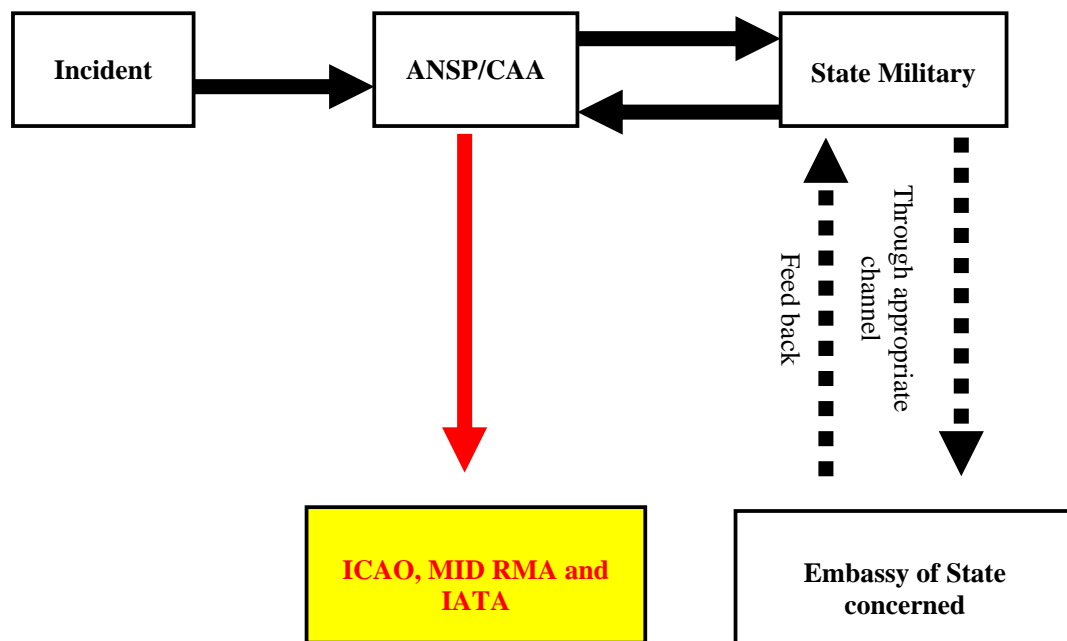 Incident
ANSP/CAA
State Military
Feed back
Through appropriate
channel
ICAO, MID RMA and
IATA
Embassy of State
concerned